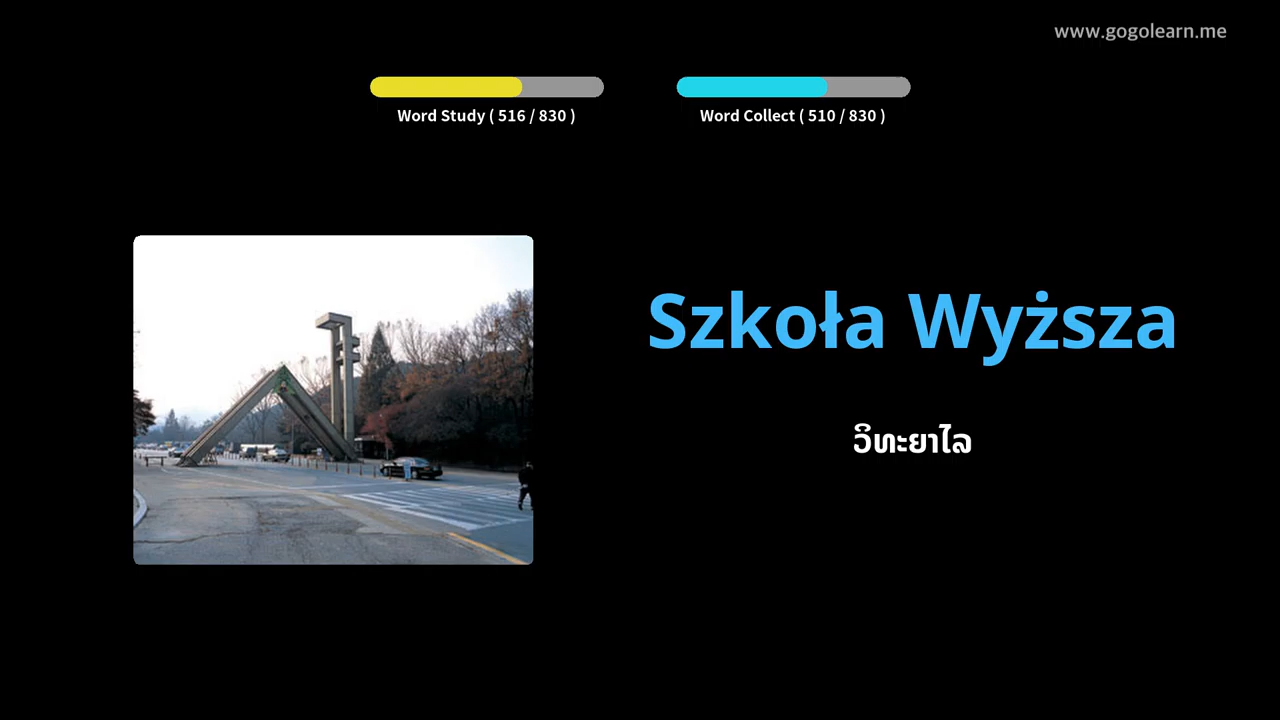 www.gogolearn.me
Word Study ( 516 / 830 )
Word Collect ( 510 / 830 )
Szkoła Wyższa
ວິທະຍາໄລ